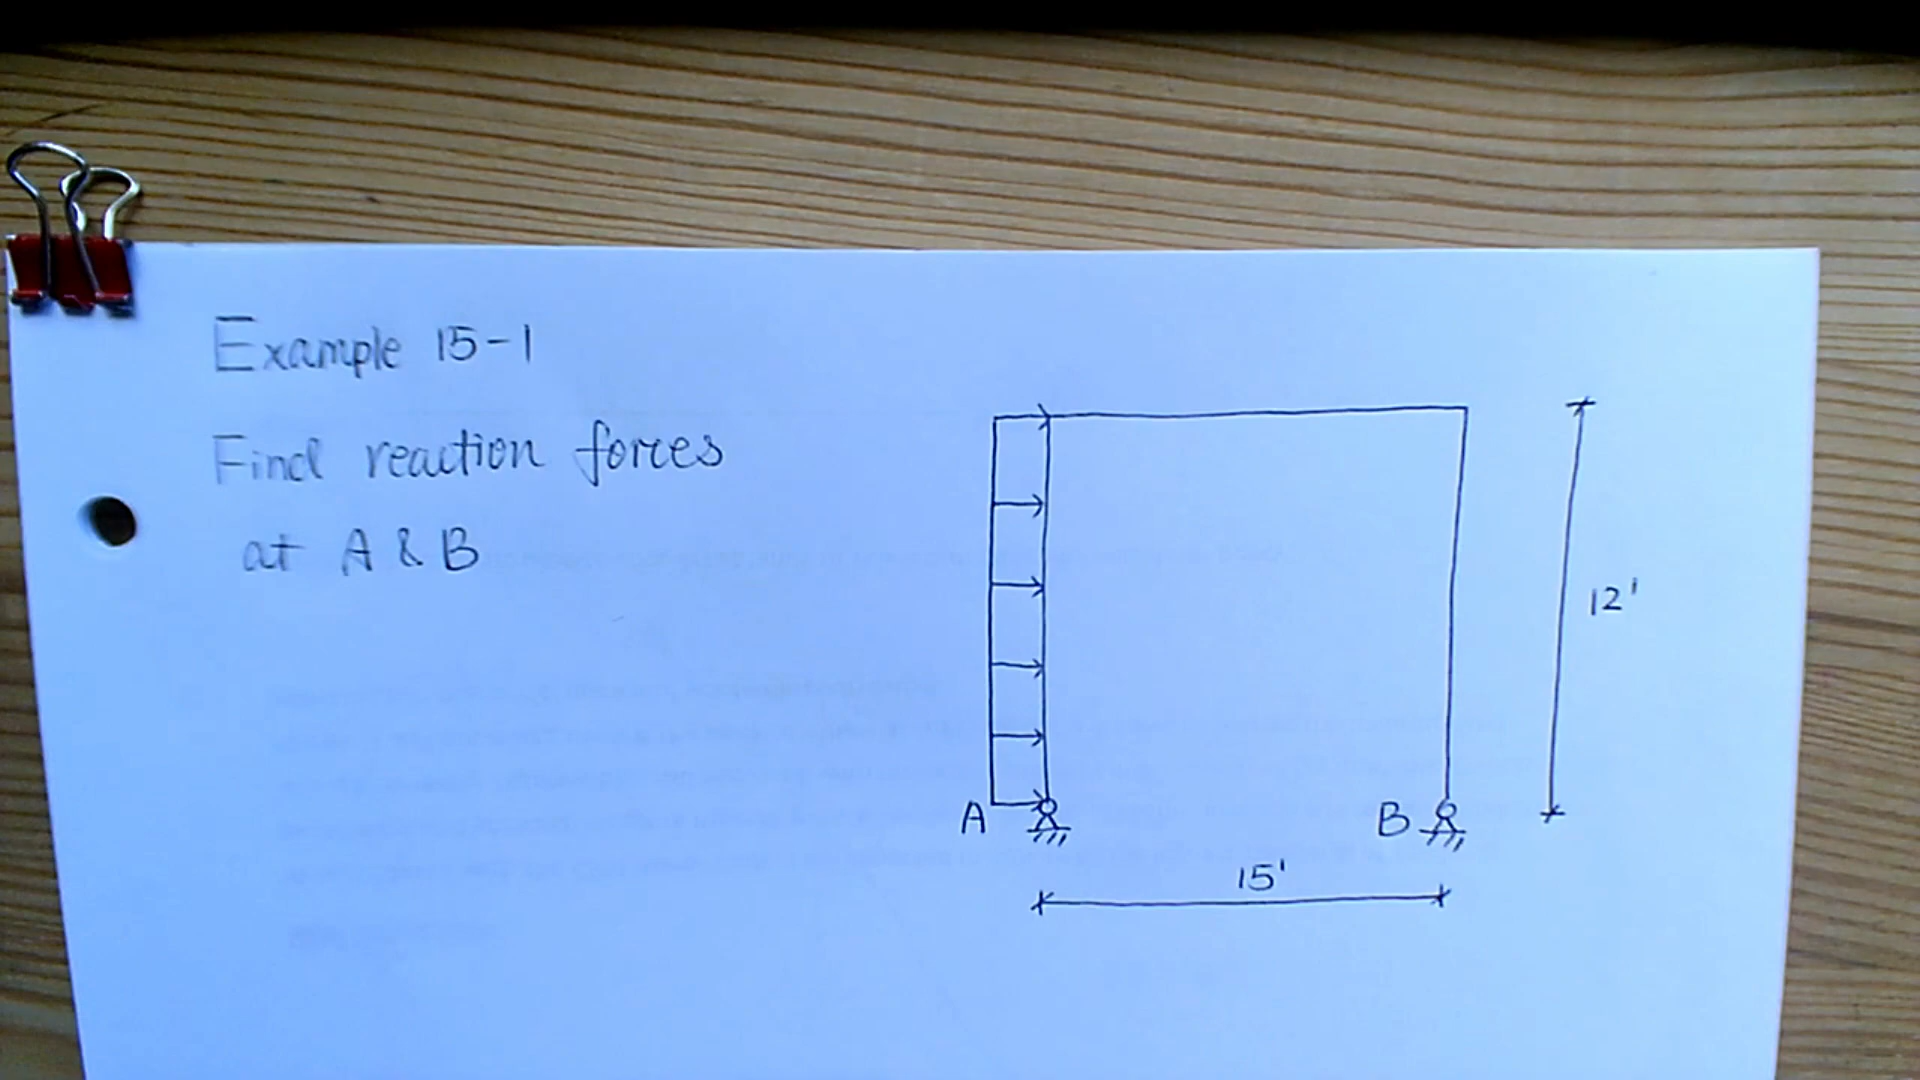 Example 15-1
Find reaction forces
at A & B
12'
A
B
15'